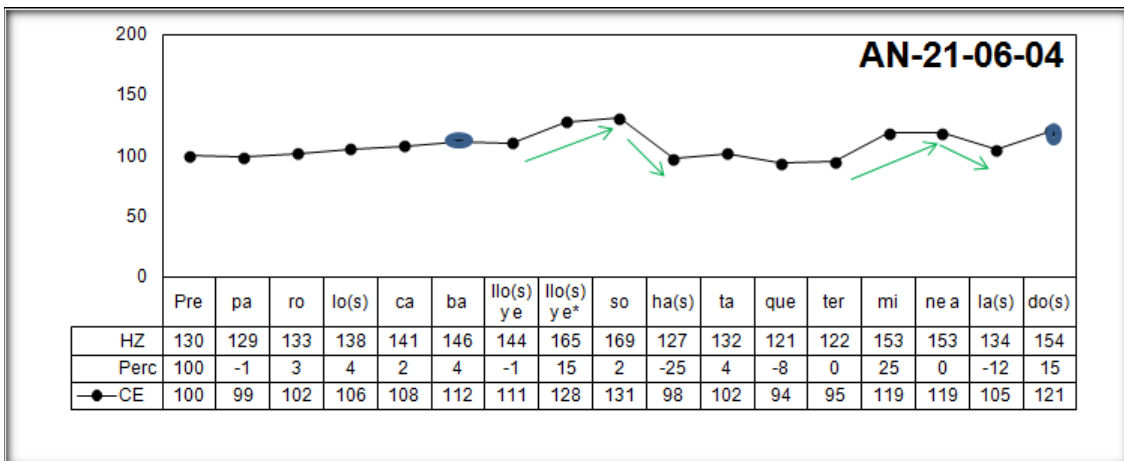 AN-21-06-04
200
150
100
50
0
Pre pa ro lo(s) ca ba llo(s) y e llo(s) y e* so ha(s) ta que ter mi ne a la(s) do(s)
HZ 130 129 133 138 141 146 144 165 169 127 132 121 122 153 153 134 154
Perc 100 -1 3 4 2 4 -1 15 2 -25 4 -8 0 25 0 -12 15
CE 100 99 102 106 108 112 111 128 131 98 102 94 95 119 119 105 121